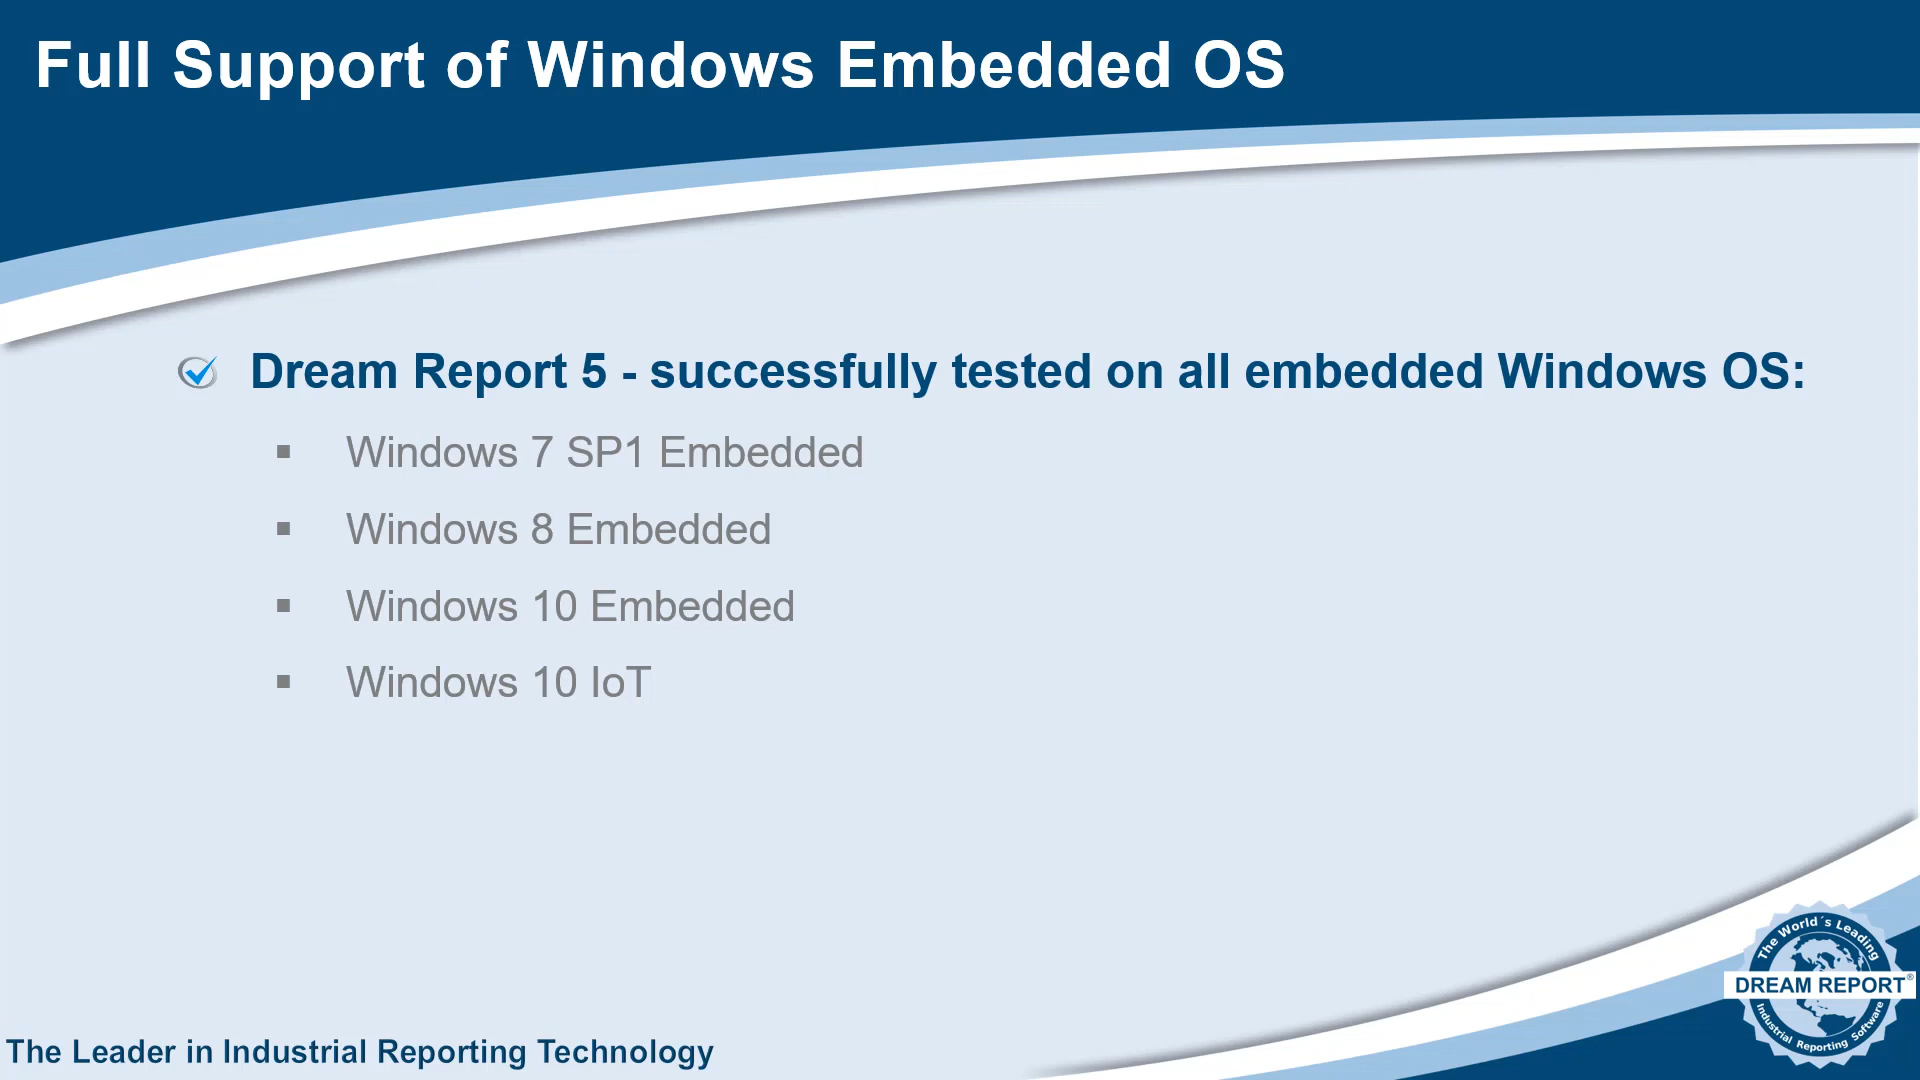 Full Support of Windows Embedded OS
Dream Report 5 - successfully tested on all embedded Windows OS:
▪ Windows 7 SP1 Embedded
▪ Windows 8 Embedded
▪ Windows 10 Embedded
▪ Windows 10 IoT
The World´s Leading
DREAM REPORT®
Industrial Reporting Software
The Leader in Industrial Reporting Technology